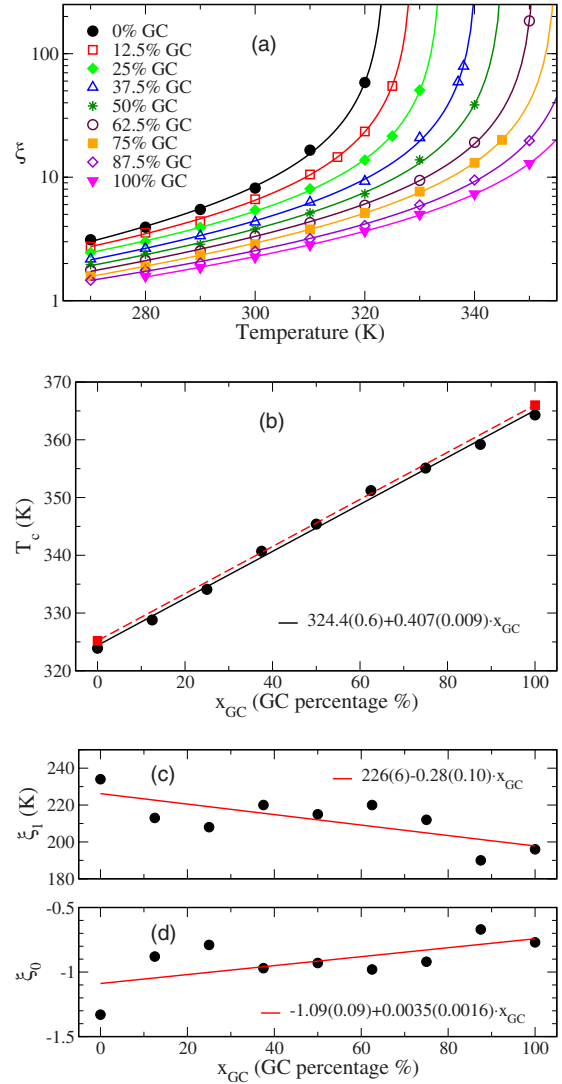 (a)
0% GC
12.5% GC
25% GC
37.5% GC
50% GC
62.5% GC
75% GC
87.5% GC
100% GC
100
10
1
ξ
280 300 320 340
Temperature (K)
(b)
370
360
350
340
330
320
T_c (K)
324.4(0.6)+0.407(0.009)·x_GC
0 20 40 60 80 100
x_GC (GC percentage %)
(c)
240
220
200
180
ξ_1 (K)
226(6)-0.28(0.10)·x_GC
(d)
-0.5
-1
-1.5
ξ_0
-1.09(0.09)+0.0035(0.0016)·x_GC
0 20 40 60 80 100
x_GC (GC percentage %)